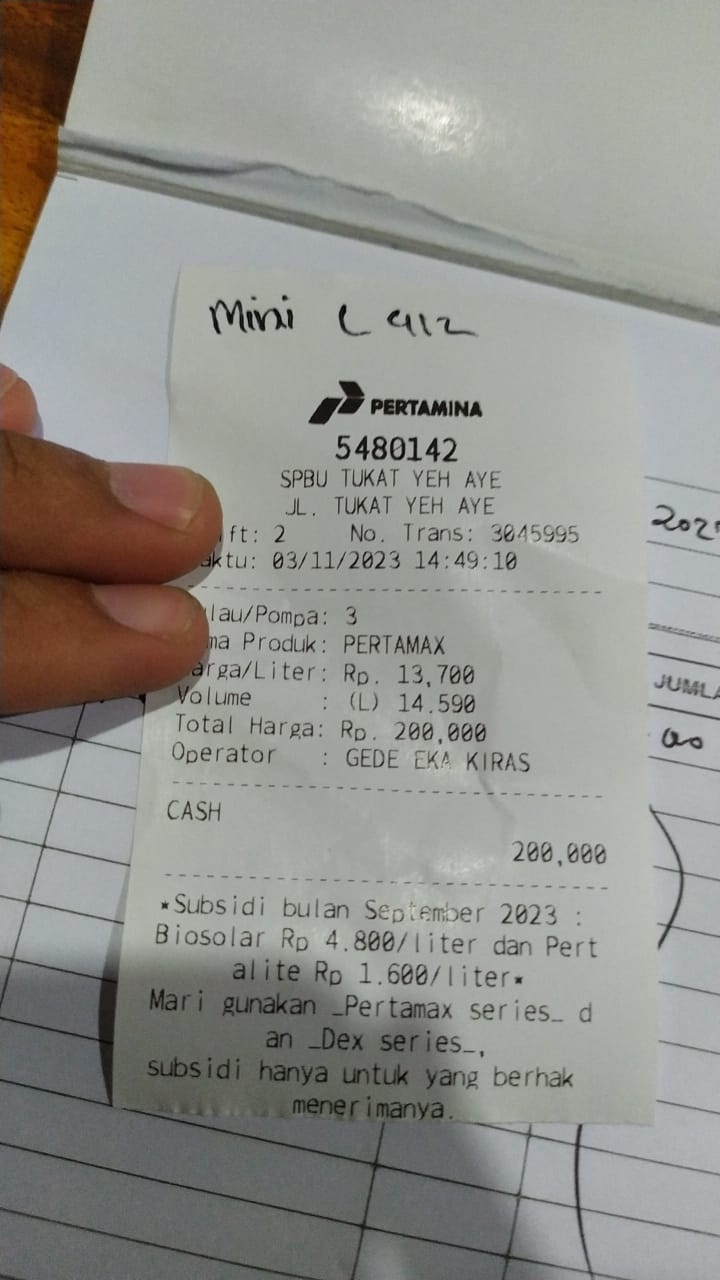 Mini L 912
PERTAMINA
5480142
SPBU TUKAT YEH AYE
JL. TUKAT YEH AYE
ft: 2 No. Trans: 3045995
aktu: 03/11/2023 14:49:10
lau/Pompa: 3
ma Produk: PERTAMAX
arga/Liter: Rp. 13,700
Volume : (L) 14.590
Total Harga: Rp. 200,000
Operator : GEDE EKA KIRAS
CASH
200,000
*Subsidi bulan September 2023 :
Biosolar Rp 4.800/liter dan Pert
alite Rp 1.600/liter*
Mari gunakan _Pertamax series_ d
an _Dex series_,
subsidi hanya untuk yang berhak
menerimanya.
202
JUMLA
00